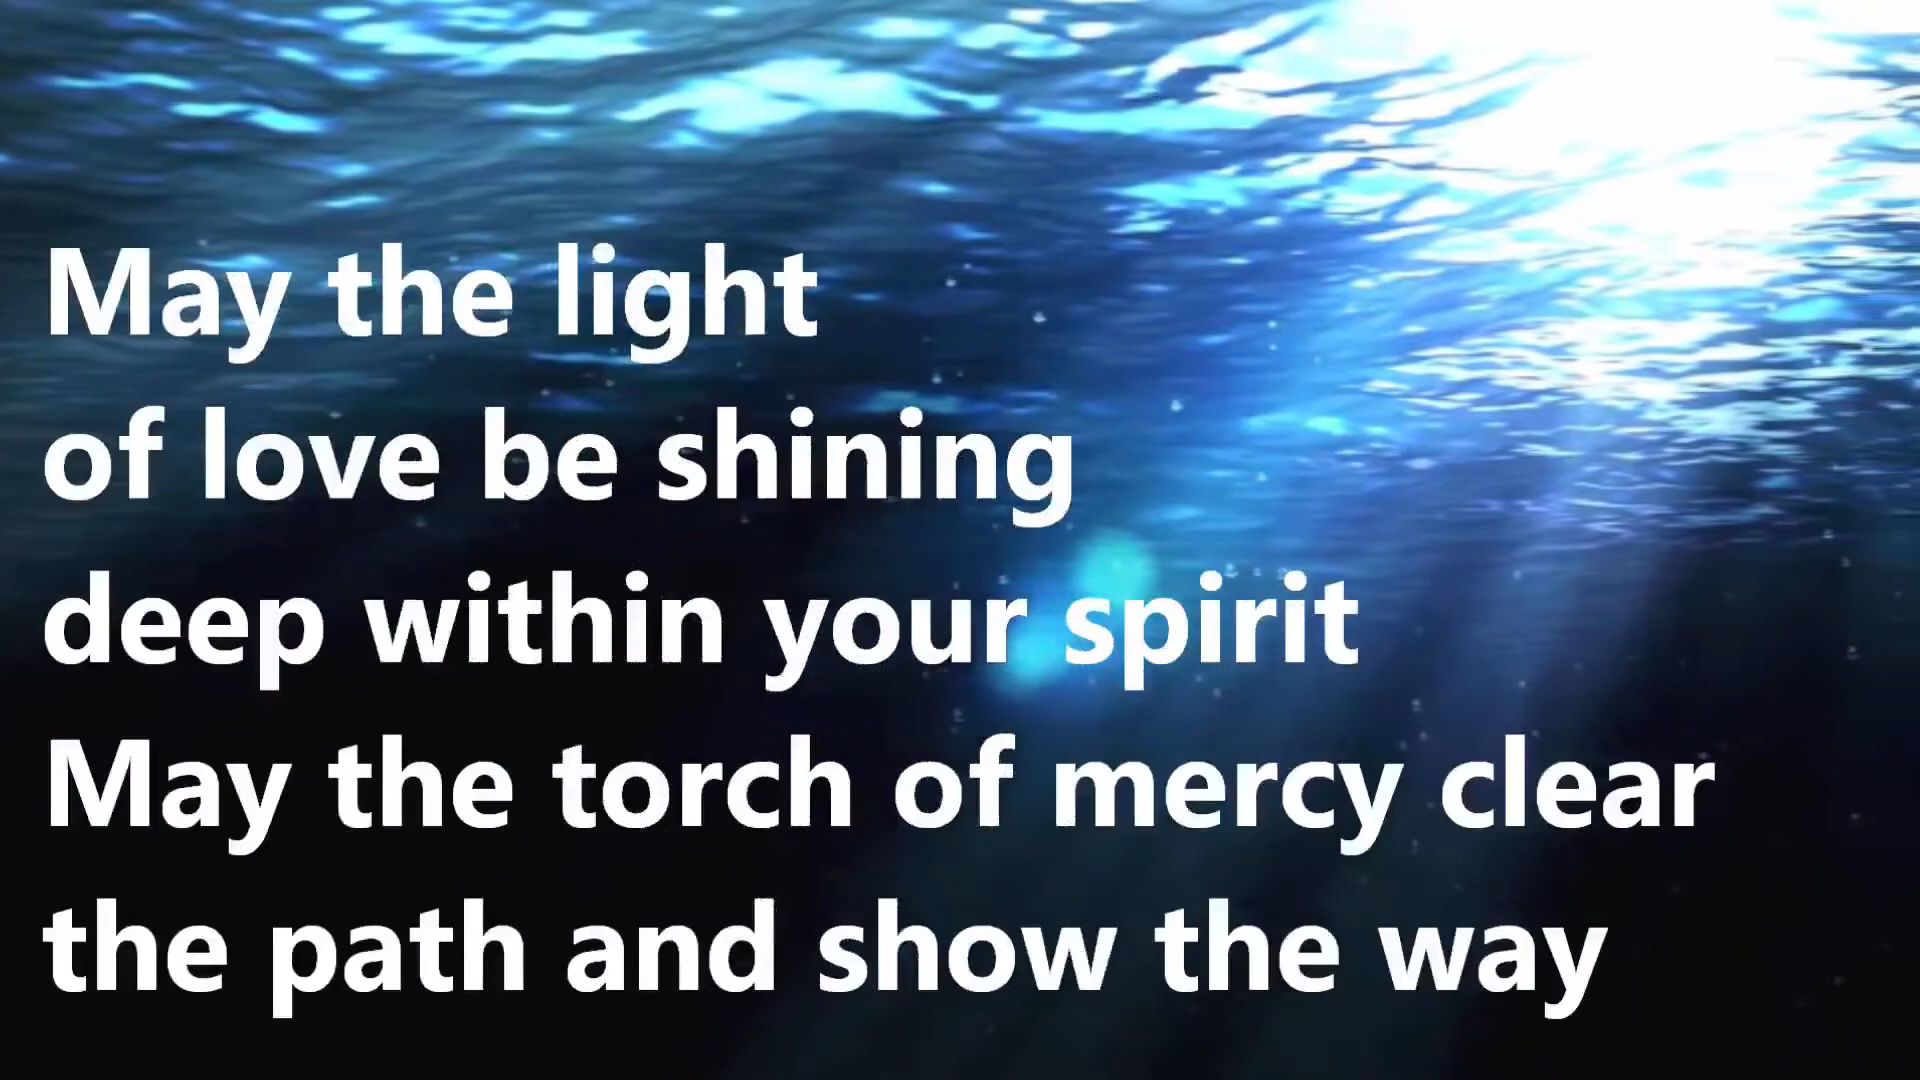 May the light
of love be shining
deep within your spirit
May the torch of mercy clear
the path and show the way